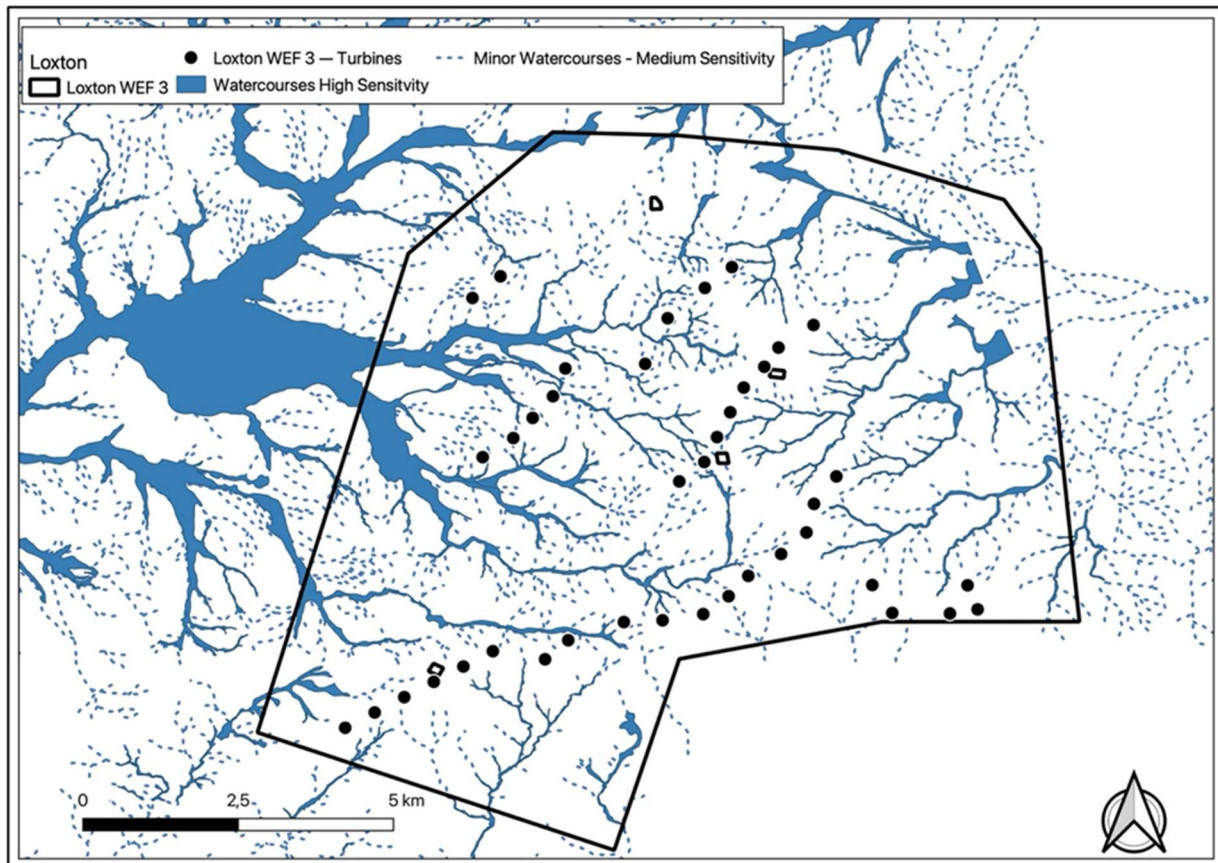 Loxton
Loxton WEF 3 — Turbines
Minor Watercourses - Medium Sensitivity
Loxton WEF 3
Watercourses High Sensitvity
0
2,5
5 km